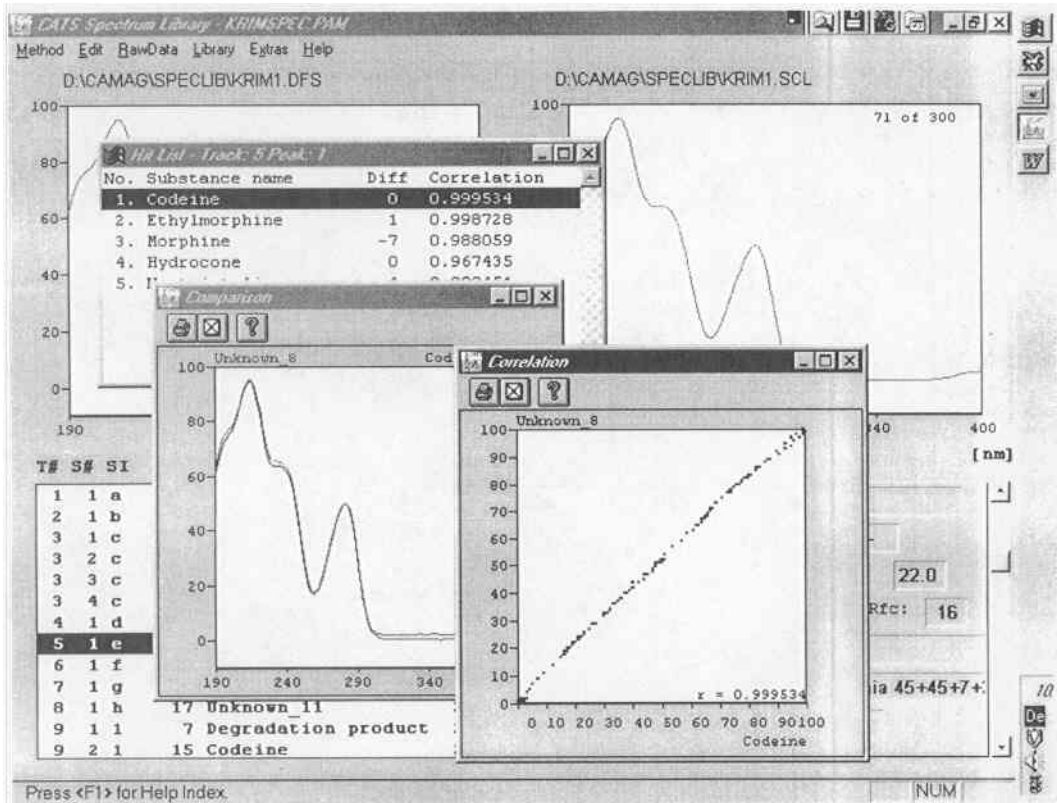 CATS Spectrum Library - KRIMSPEC.PAM
Method Edit RawData Library Extras Help
D:\CAMAG\SPECLIB\KRIM1.DFS
D:\CAMAG\SPECLIB\KRIM1.SCL
100
80
60
40
20
0
190
100
71 of 300
400
[nm]
Hit List - Track: 5 Peak: 1
No. Substance name Diff Correlation
1. Codeine 0 0.999534
2. Ethylmorphine 1 0.998728
3. Morphine -7 0.988059
4. Hydrocone 0 0.967435
5.
Comparison
Unknown_8
100
80
60
40
20
0
190 240 290 340
Correlation
Unknown_8
100
90
80
70
60
50
40
30
20
10
0
r = 0.999534
0 10 20 30 40 50 60 70 80 90 100
Codeine
T# S# SI
1 1 a
2 1 b
3 1 c
3 2 c
3 3 c
3 4 c
4 1 d
5 1 e
6 1 f
7 1 g
8 1 h 17 Unknown_11
9 1 1 7 Degradation product
9 2 1 15 Codeine
22.0
Rfc: 16
45+45+7+
De
Press <F1> for Help Index.
NUM